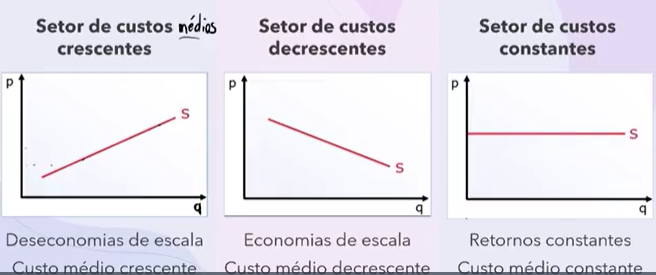 Setor de custos médios
crescentes
p
S
q
Deseconomias de escala
Custo médio crescente
Setor de custos
decrescentes
p
S
q
Economias de escala
Custo médio decrescente
Setor de custos
constantes
p
S
q
Retornos constantes
Custo médio constante